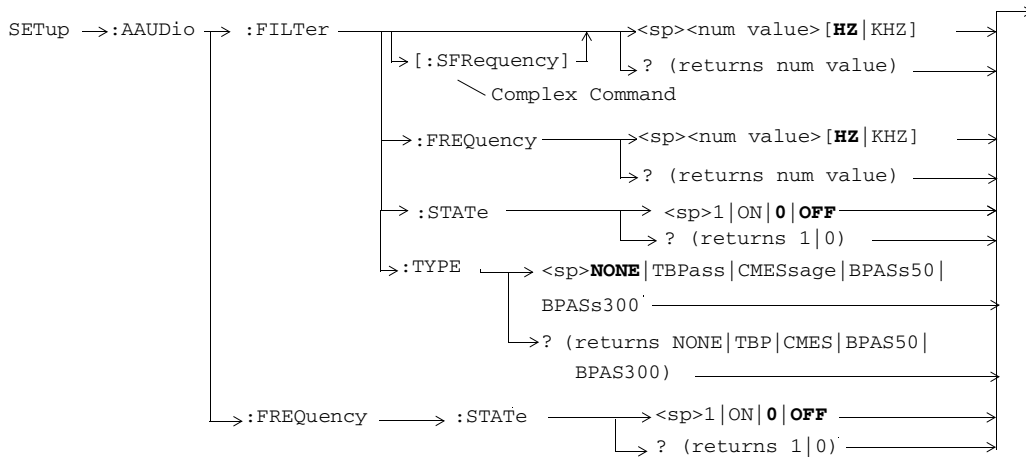 SETup :AAUDio :FILTer <sp><num value>[HZ|KHZ]
[:SFRequency] ? (returns num value)
Complex Command
:FREQuency <sp><num value>[HZ|KHZ]
? (returns num value)
:STATe <sp>1|ON|0|OFF
? (returns 1|0)
:TYPE <sp>NONE|TBPass|CMESsage|BPASs50|
BPASs300
? (returns NONE|TBP|CMES|BPAS50|
BPAS300)
:FREQuency :STATe <sp>1|ON|0|OFF
? (returns 1|0)